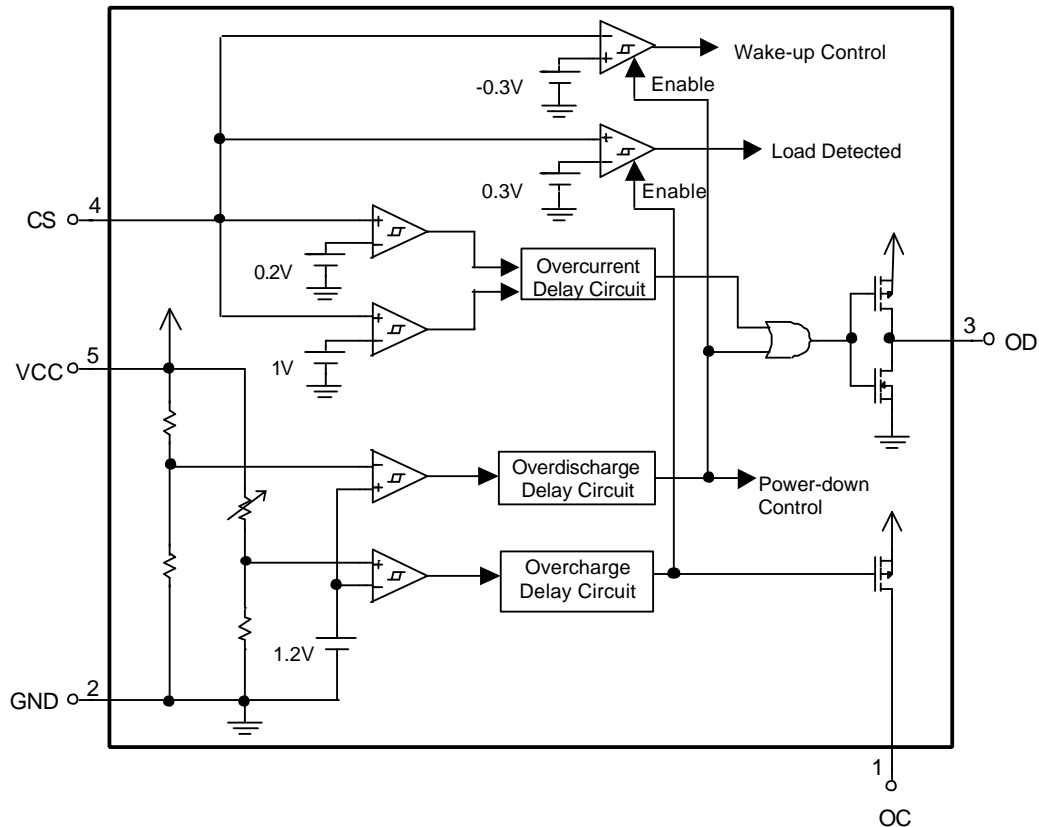 Wake-up Control
-0.3V
Enable
Load Detected
0.3V
Enable
CS
4
+
-
0.2V
Overcurrent
Delay Circuit
3
OD
VCC
5
1V
Overdischarge
Delay Circuit
Power-down
Control
Overcharge
Delay Circuit
1.2V
GND
2
1
OC